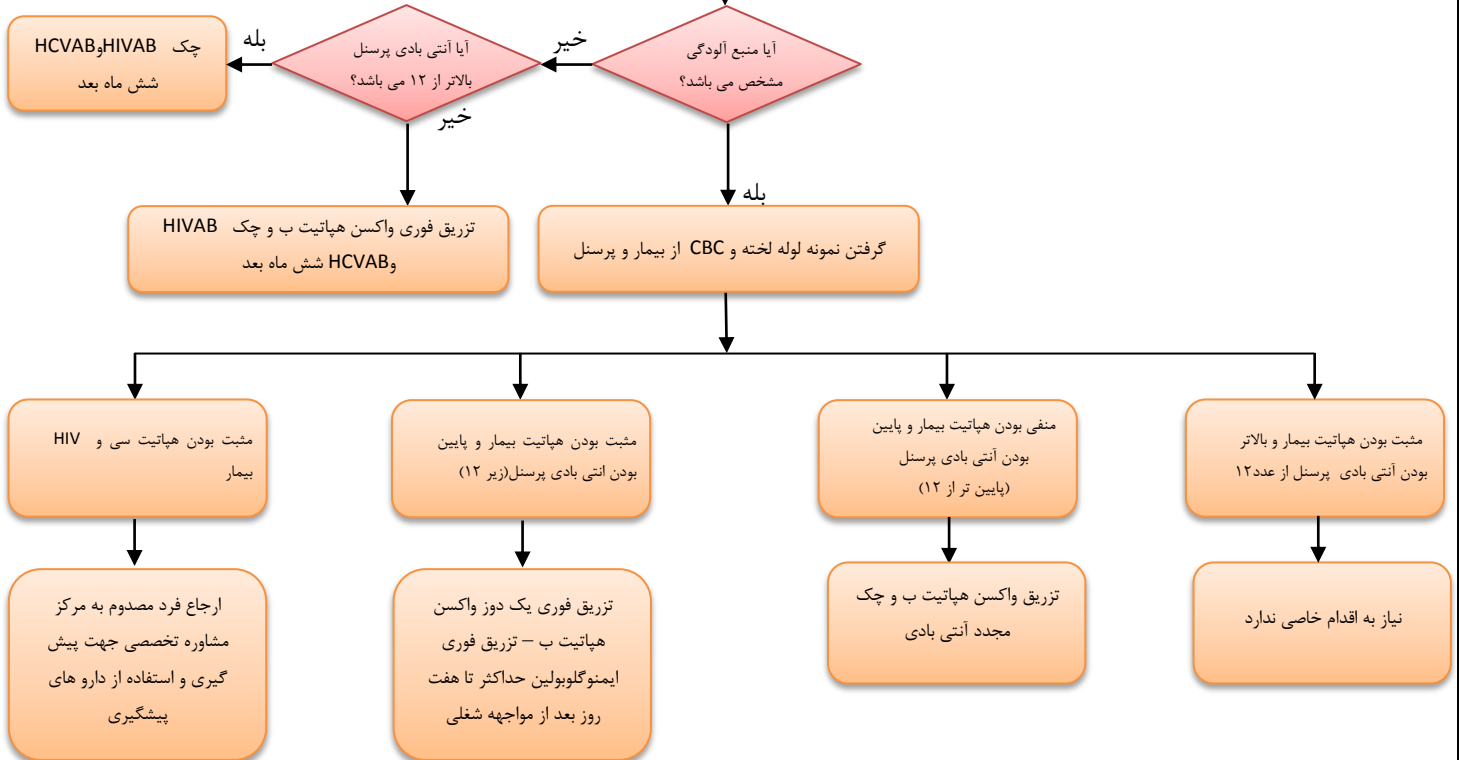 آیا منبع آلودگی
مشخص می باشد؟
خیر
آیا آنتی بادی پرسنل
بالاتر از ۱۲ می باشد؟
بله
چک HIVABوHCVAB
شش ماه بعد
خیر
بله
گرفتن نمونه لوله لخته و CBC از بیمار و پرسنل
تزریق فوری واکسن هپاتیت ب و چک HIVAB
وHCVAB شش ماه بعد
مثبت بودن هپاتیت بیمار و بالاتر
بودن آنتی بادی پرسنل از عدد۱۲
منفی بودن هپاتیت بیمار و پایین
بودن آنتی بادی پرسنل
(پایین تر از ۱۲)
مثبت بودن هپاتیت بیمار و پایین
بودن انتی بادی پرسنل(زیر ۱۲)
مثبت بودن هپاتیت سی و HIV
بیمار
نیاز به اقدام خاصی ندارد
تزریق واکسن هپاتیت ب و چک
مجدد آنتی بادی
تزریق فوری یک دوز واکسن
هپاتیت ب – تزریق فوری
ایمنوگلوبولین حداکثر تا هفت
روز بعد از مواجهه شغلی
ارجاع فرد مصدوم به مرکز
مشاوره تخصصی جهت پیش
گیری و استفاده از دارو های
پیشگیری